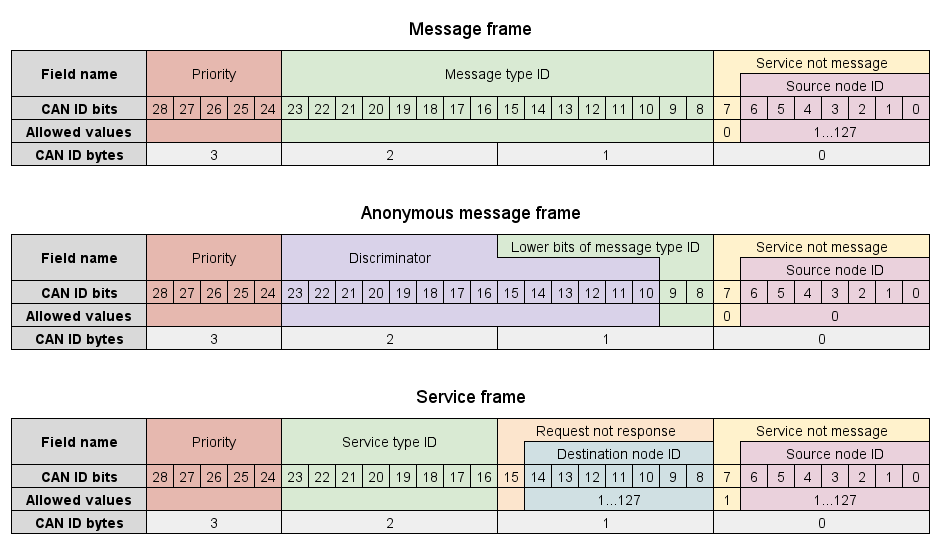 Message frame
Field name Priority Message type ID Service not message
Source node ID
CAN ID bits 28 27 26 25 24 23 22 21 20 19 18 17 16 15 14 13 12 11 10 9 8 7 6 5 4 3 2 1 0
Allowed values 0 1...127
CAN ID bytes 3 2 1 0
Anonymous message frame
Field name Priority Discriminator Lower bits of message type ID Service not message
Source node ID
CAN ID bits 28 27 26 25 24 23 22 21 20 19 18 17 16 15 14 13 12 11 10 9 8 7 6 5 4 3 2 1 0
Allowed values 0 0
CAN ID bytes 3 2 1 0
Service frame
Field name Priority Service type ID Request not response Service not message
Destination node ID Source node ID
CAN ID bits 28 27 26 25 24 23 22 21 20 19 18 17 16 15 14 13 12 11 10 9 8 7 6 5 4 3 2 1 0
Allowed values 1...127 1 1...127
CAN ID bytes 3 2 1 0